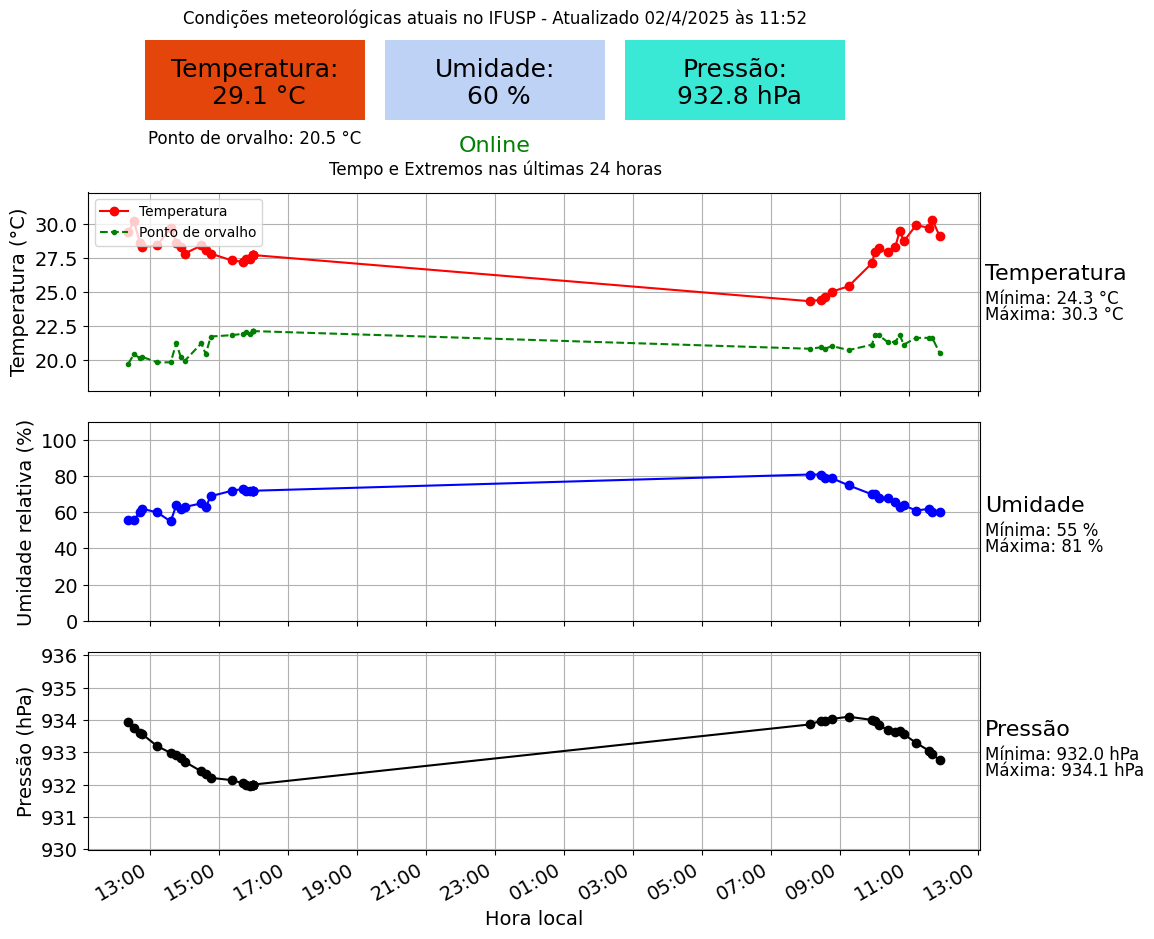 Condições meteorológicas atuais no IFUSP - Atualizado 02/4/2025 às 11:52
Temperatura:
29.1 °C
Umidade:
60 %
Pressão:
932.8 hPa
Ponto de orvalho: 20.5 °C
Online
Tempo e Extremos nas últimas 24 horas
Temperatura (°C)
30.0
27.5
25.0
22.5
20.0
Temperatura
Ponto de orvalho
Temperatura
Mínima: 24.3 °C
Máxima: 30.3 °C
Umidade relativa (%)
100
80
60
40
20
0
Umidade
Mínima: 55 %
Máxima: 81 %
Pressão (hPa)
936
935
934
933
932
931
930
Pressão
Mínima: 932.0 hPa
Máxima: 934.1 hPa
13:00 15:00 17:00 19:00 21:00 23:00 01:00 03:00 05:00 07:00 09:00 11:00 13:00
Hora local